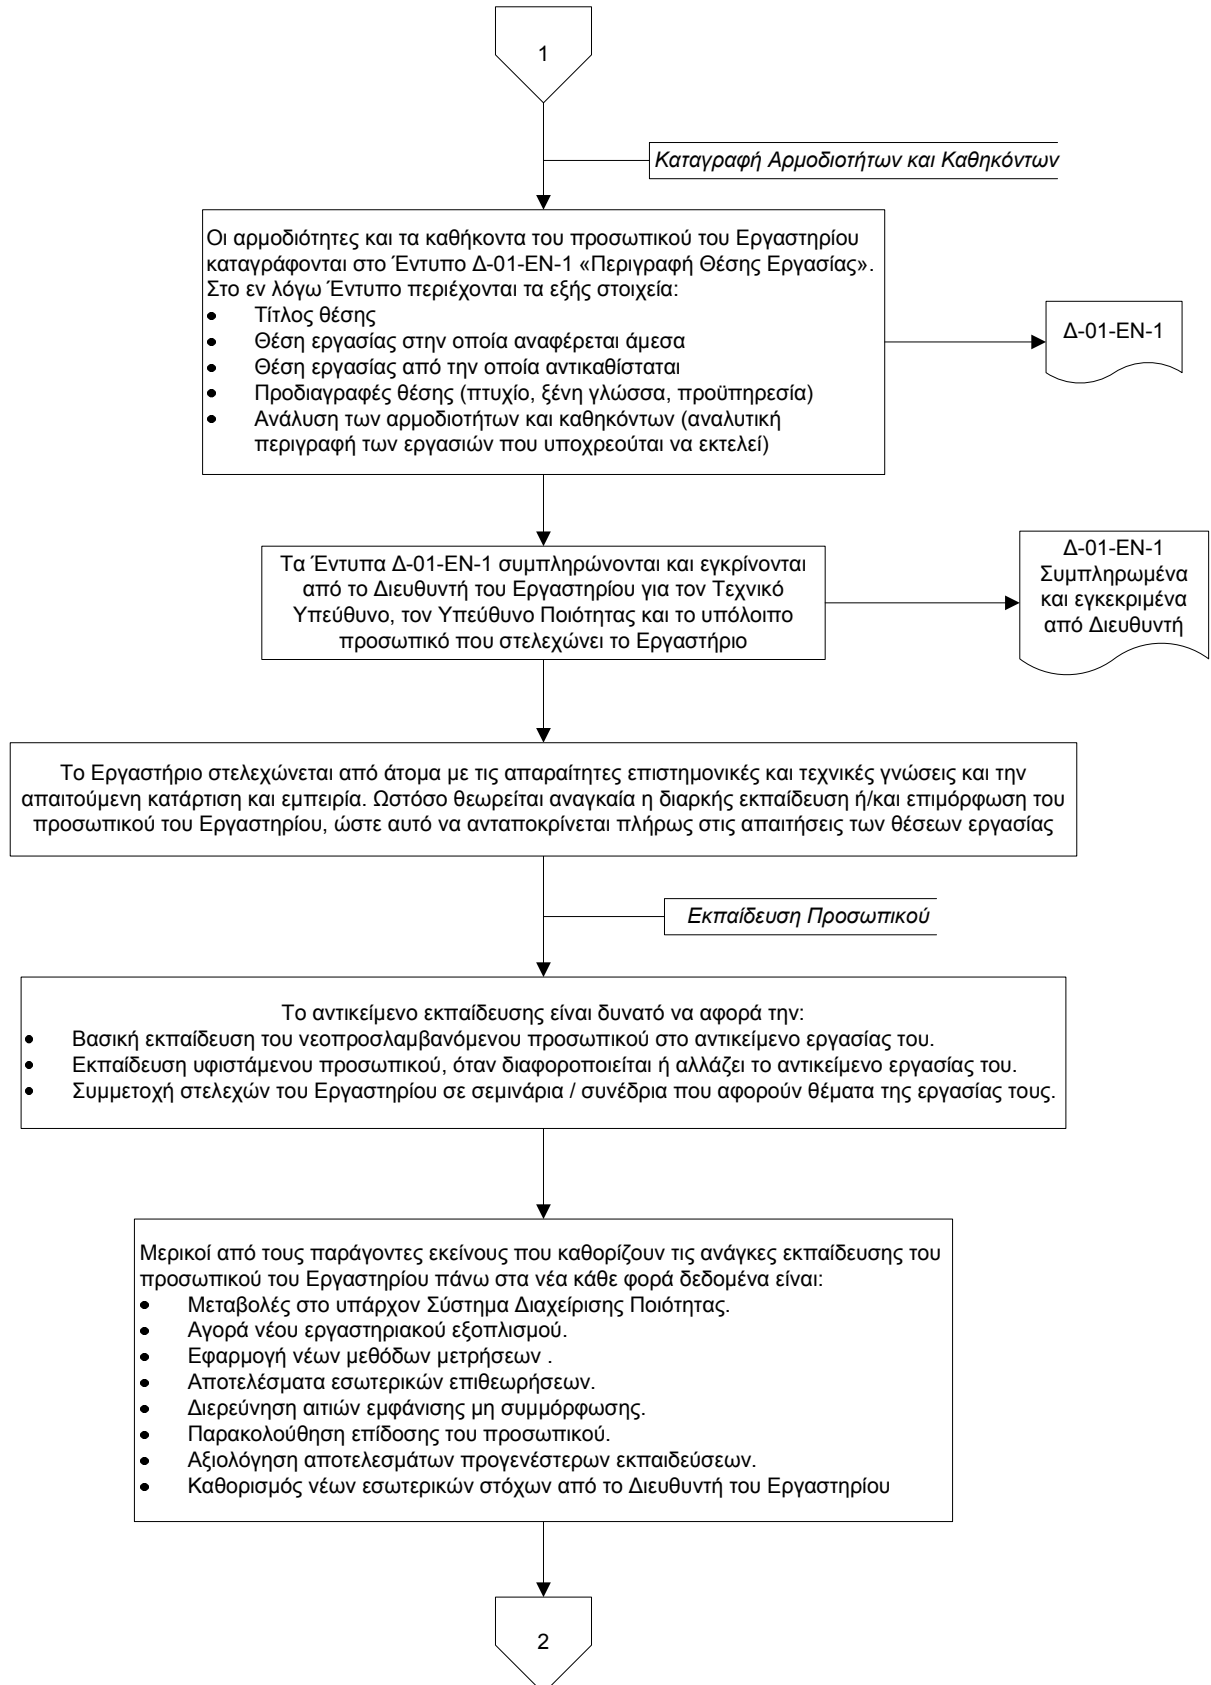 1
Καταγραφή Αρμοδιοτήτων και Καθηκόντων
Οι αρμοδιότητες και τα καθήκοντα του προσωπικού του Εργαστηρίου
καταγράφονται στο Έντυπο Δ-01-ΕΝ-1 «Περιγραφή Θέσης Εργασίας».
Στο εν λόγω Έντυπο περιέχονται τα εξής στοιχεία:
• Τίτλος θέσης
• Θέση εργασίας στην οποία αναφέρεται άμεσα
• Θέση εργασίας από την οποία αντικαθίσταται
• Προδιαγραφές θέσης (πτυχίο, ξένη γλώσσα, προϋπηρεσία)
• Ανάλυση των αρμοδιοτήτων και καθηκόντων (αναλυτική
περιγραφή των εργασιών που υποχρεούται να εκτελεί)
Δ-01-ΕΝ-1
Τα Έντυπα Δ-01-ΕΝ-1 συμπληρώνονται και εγκρίνονται
από το Διευθυντή του Εργαστηρίου για τον Τεχνικό
Υπεύθυνο, τον Υπεύθυνο Ποιότητας και το υπόλοιπο
προσωπικό που στελεχώνει το Εργαστήριο
Δ-01-ΕΝ-1
Συμπληρωμένα
και εγκεκριμένα
από Διευθυντή
Το Εργαστήριο στελεχώνεται από άτομα με τις απαραίτητες επιστημονικές και τεχνικές γνώσεις και την
απαιτούμενη κατάρτιση και εμπειρία. Ωστόσο θεωρείται αναγκαία η διαρκής εκπαίδευση ή/και επιμόρφωση του
προσωπικού του Εργαστηρίου, ώστε αυτό να ανταποκρίνεται πλήρως στις απαιτήσεις των θέσεων εργασίας
Εκπαίδευση Προσωπικού
Το αντικείμενο εκπαίδευσης είναι δυνατό να αφορά την:
• Βασική εκπαίδευση του νεοπροσλαμβανόμενου προσωπικού στο αντικείμενο εργασίας του.
• Εκπαίδευση υφιστάμενου προσωπικού, όταν διαφοροποιείται ή αλλάζει το αντικείμενο εργασίας του.
• Συμμετοχή στελεχών του Εργαστηρίου σε σεμινάρια / συνέδρια που αφορούν θέματα της εργασίας τους.
Μερικοί από τους παράγοντες εκείνους που καθορίζουν τις ανάγκες εκπαίδευσης του
προσωπικού του Εργαστηρίου πάνω στα νέα κάθε φορά δεδομένα είναι:
• Μεταβολές στο υπάρχον Σύστημα Διαχείρισης Ποιότητας.
• Αγορά νέου εργαστηριακού εξοπλισμού.
• Εφαρμογή νέων μεθόδων μετρήσεων .
• Αποτελέσματα εσωτερικών επιθεωρήσεων.
• Διερεύνηση αιτιών εμφάνισης μη συμμόρφωσης.
• Παρακολούθηση επίδοσης του προσωπικού.
• Αξιολόγηση αποτελεσμάτων προγενέστερων εκπαιδεύσεων.
• Καθορισμός νέων εσωτερικών στόχων από το Διευθυντή του Εργαστηρίου
2